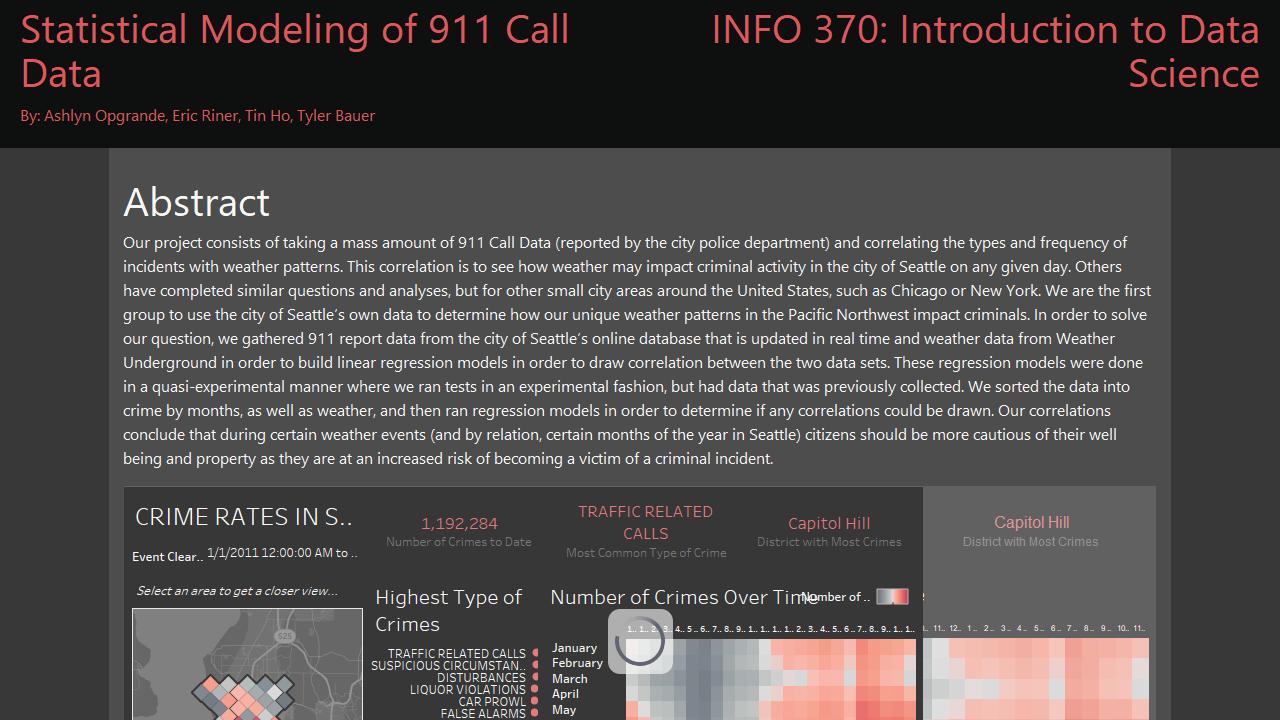 Statistical Modeling of 911 Call
Data
INFO 370: Introduction to Data
Science
By: Ashlyn Opgrande, Eric Riner, Tin Ho, Tyler Bauer
Abstract
Our project consists of taking a mass amount of 911 Call Data (reported by the city police department) and correlating the types and frequency of
incidents with weather patterns. This correlation is to see how weather may impact criminal activity in the city of Seattle on any given day. Others
have completed similar questions and analyses, but for other small city areas around the United States, such as Chicago or New York. We are the first
group to use the city of Seattle's own data to determine how our unique weather patterns in the Pacific Northwest impact criminals. In order to solve
our question, we gathered 911 report data from the city of Seattle's online database that is updated in real time and weather data from Weather
Underground in order to build linear regression models in order to draw correlation between the two data sets. These regression models were done
in a quasi-experimental manner where we ran tests in an experimental fashion, but had data that was previously collected. We sorted the data into
crime by months, as well as weather, and then ran regression models in order to determine if any correlations could be drawn. Our correlations
conclude that during certain weather events (and by relation, certain months of the year in Seattle) citizens should be more cautious of their well
being and property as they are at an increased risk of becoming a victim of a criminal incident.
CRIME RATES IN S..
Event Clear.. 1/1/2011 12:00:00 AM to ..
1,192,284
Number of Crimes to Date
TRAFFIC RELATED
CALLS
Most Common Type of Crime
Capitol Hill
District with Most Crimes
Capitol Hill
District with Most Crimes
Select an area to get a closer view...
525
Highest Type of
Crimes
TRAFFIC RELATED CALLS
SUSPICIOUS CIRCUMSTAN..
DISTURBANCES
LIQUOR VIOLATIONS
CAR PROWL
FALSE ALARMS
Number of Crimes Over Time
Number of ..
1.. 1.. 2.. 3.. 4.. 5.. 6.. 7.. 8.. 9.. 1.. 1.. 1.. 2.. 3.. 4.. 5.. 6.. 7.. 8.. 9.. 1.. 1..
11.. 12.. 1.. 2.. 3.. 4.. 5.. 6.. 7.. 8.. 9.. 10.. 11..
January
February
March
April
May